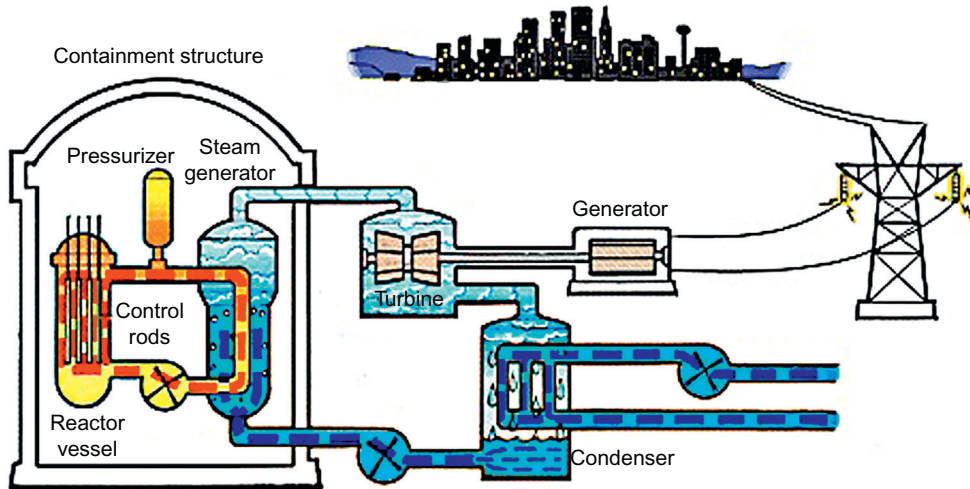 Containment structure
Pressurizer
Steam
generator
Generator
Turbine
Control
rods
Reactor
vessel
Condenser